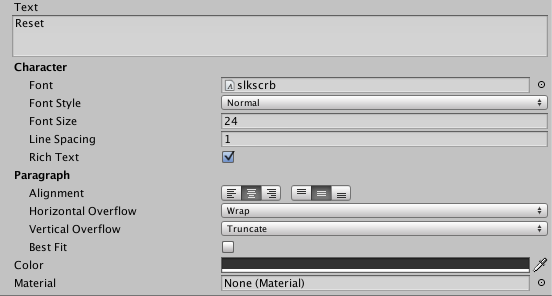 Text
Reset
Character
Font slkscrb
Font Style Normal
Font Size 24
Line Spacing 1
Rich Text
Paragraph
Alignment
Horizontal Overflow Wrap
Vertical Overflow Truncate
Best Fit
Color
Material None (Material)